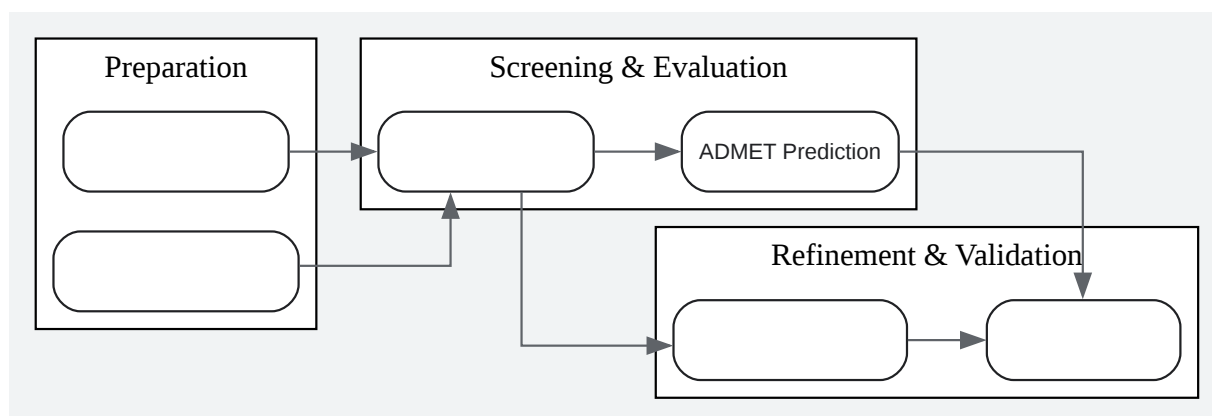 Preparation
Screening & Evaluation
ADMET Prediction
Refinement & Validation